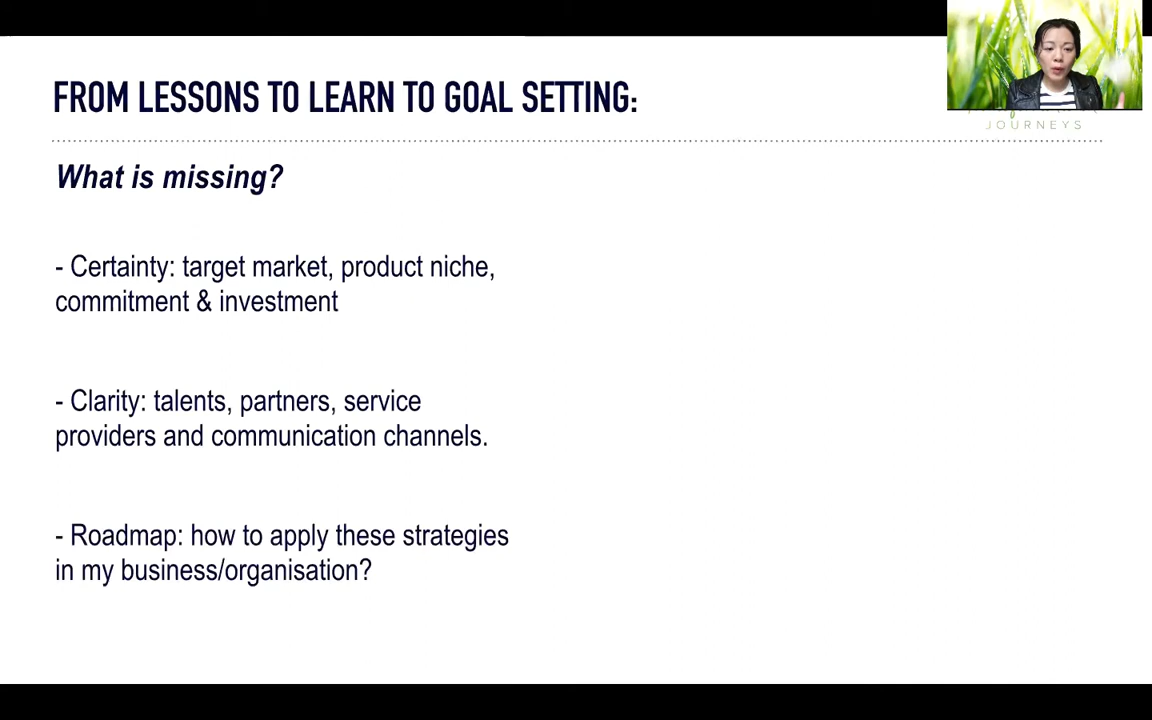 FROM LESSONS TO LEARN TO GOAL SETTING:
JOURNEYS
What is missing?
- Certainty: target market, product niche,
commitment & investment
- Clarity: talents, partners, service
providers and communication channels.
- Roadmap: how to apply these strategies
in my business/organisation?